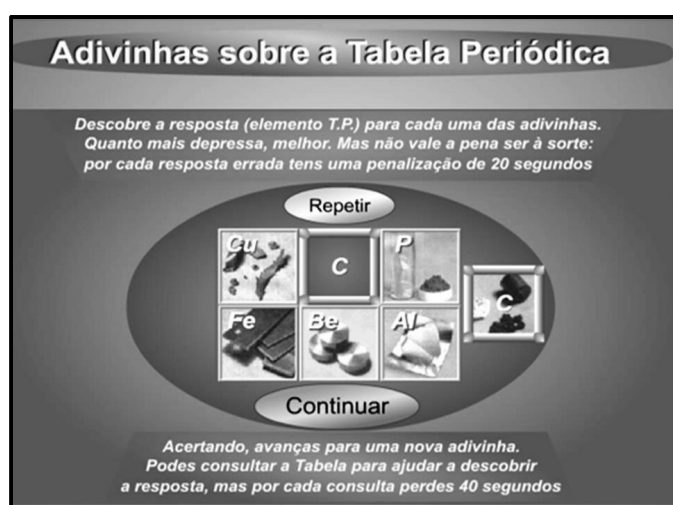 Adivinhas sobre a Tabela Periódica
Descobre a resposta (elemento T.P.) para cada uma das adivinhas.
Quanto mais depressa, melhor. Mas não vale a pena ser à sorte:
por cada resposta errada tens uma penalização de 20 segundos
Repetir
Cu
C
P
C
Fe
Be
Al
Continuar
Acertando, avanças para uma nova adivinha.
Podes consultar a Tabela para ajudar a descobrir
a resposta, mas por cada consulta perdes 40 segundos